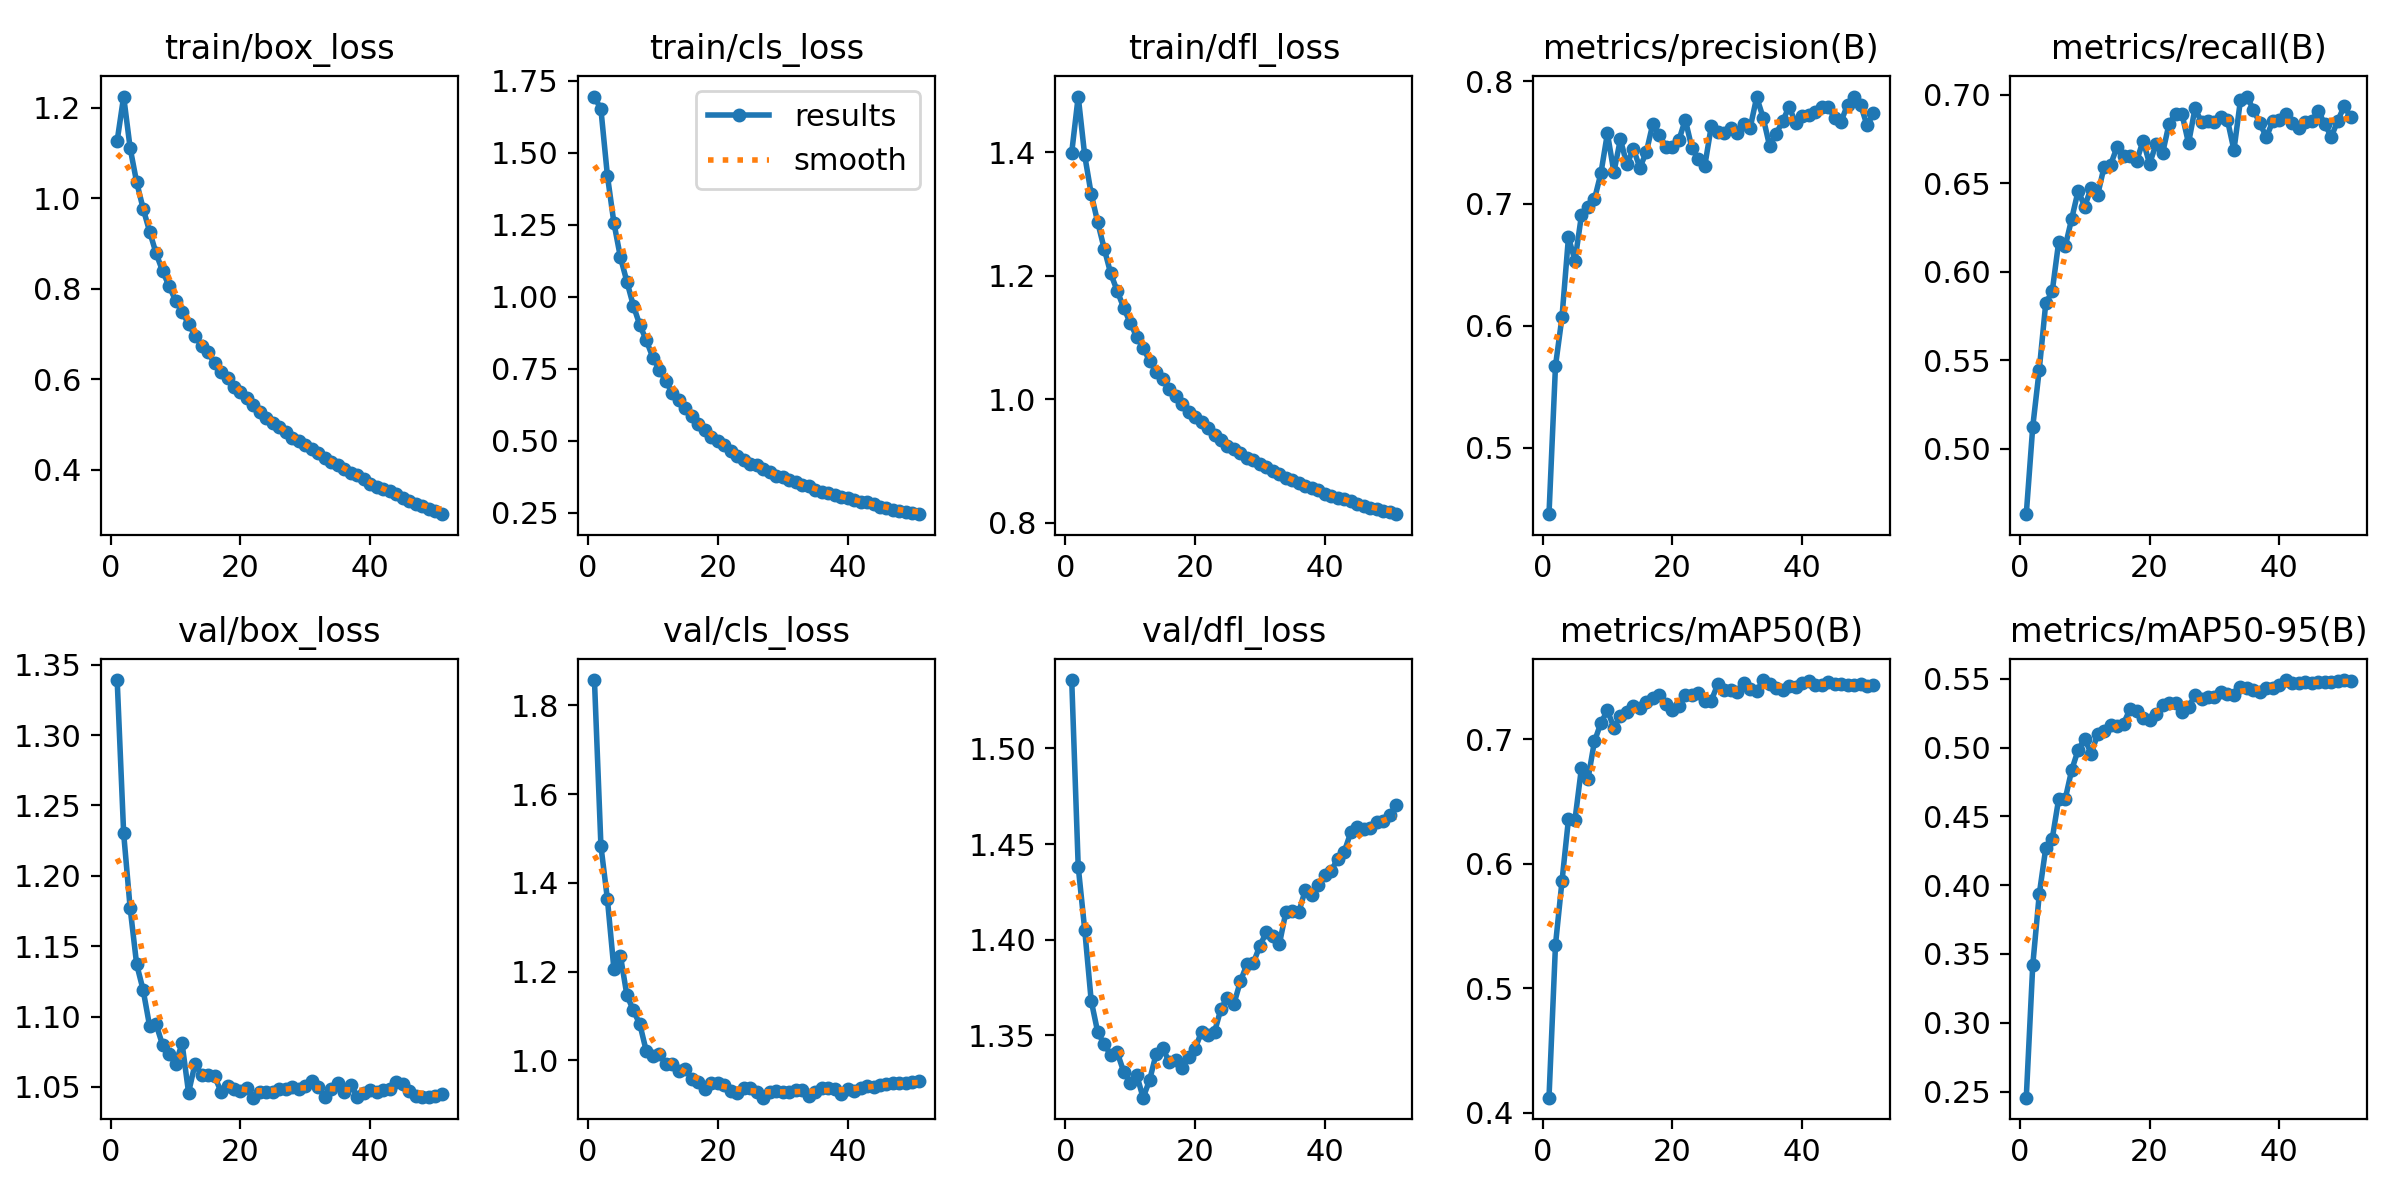 train/box_loss
1.2
1.0
0.8
0.6
0.4
0 20 40
train/cls_loss
results
smooth
1.75
1.50
1.25
1.00
0.75
0.50
0.25
0 20 40
train/dfl_loss
1.4
1.2
1.0
0.8
0 20 40
metrics/precision(B)
0.8
0.7
0.6
0.5
0 20 40
metrics/recall(B)
0.70
0.65
0.60
0.55
0.50
0 20 40
val/box_loss
1.35
1.30
1.25
1.20
1.15
1.10
1.05
0 20 40
val/cls_loss
1.8
1.6
1.4
1.2
1.0
0 20 40
val/dfl_loss
1.50
1.45
1.40
1.35
0 20 40
metrics/mAP50(B)
0.7
0.6
0.5
0.4
0 20 40
metrics/mAP50-95(B)
0.55
0.50
0.45
0.40
0.35
0.30
0.25
0 20 40